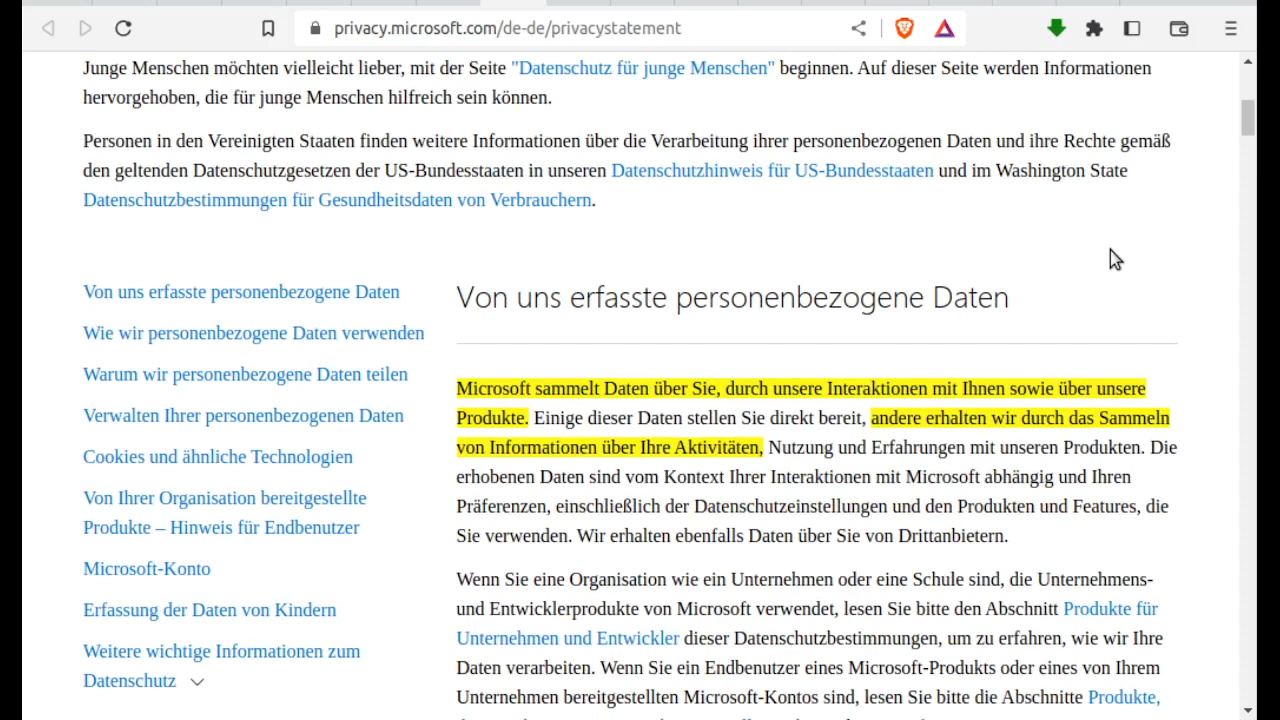 privacy.microsoft.com/de-de/privacystatement
Junge Menschen möchten vielleicht lieber, mit der Seite "Datenschutz für junge Menschen" beginnen. Auf dieser Seite werden Informationen
hervorgehoben, die für junge Menschen hilfreich sein können.
Personen in den Vereinigten Staaten finden weitere Informationen über die Verarbeitung ihrer personenbezogenen Daten und ihre Rechte gemäß
den geltenden Datenschutzgesetzen der US-Bundesstaaten in unseren Datenschutzhinweis für US-Bundesstaaten und im Washington State
Datenschutzbestimmungen für Gesundheitsdaten von Verbrauchern.
Von uns erfasste personenbezogene Daten
Wie wir personenbezogene Daten verwenden
Warum wir personenbezogene Daten teilen
Verwalten Ihrer personenbezogenen Daten
Cookies und ähnliche Technologien
Von Ihrer Organisation bereitgestellte
Produkte – Hinweis für Endbenutzer
Microsoft-Konto
Erfassung der Daten von Kindern
Weitere wichtige Informationen zum
Datenschutz
Von uns erfasste personenbezogene Daten
Microsoft sammelt Daten über Sie, durch unsere Interaktionen mit Ihnen sowie über unsere
Produkte. Einige dieser Daten stellen Sie direkt bereit, andere erhalten wir durch das Sammeln
von Informationen über Ihre Aktivitäten, Nutzung und Erfahrungen mit unseren Produkten. Die
erhobenen Daten sind vom Kontext Ihrer Interaktionen mit Microsoft abhängig und Ihren
Präferenzen, einschließlich der Datenschutzeinstellungen und den Produkten und Features, die
Sie verwenden. Wir erhalten ebenfalls Daten über Sie von Drittanbietern.
Wenn Sie eine Organisation wie ein Unternehmen oder eine Schule sind, die Unternehmens-
und Entwicklerprodukte von Microsoft verwendet, lesen Sie bitte den Abschnitt Produkte für
Unternehmen und Entwickler dieser Datenschutzbestimmungen, um zu erfahren, wie wir Ihre
Daten verarbeiten. Wenn Sie ein Endbenutzer eines Microsoft-Produkts oder eines von Ihrem
Unternehmen bereitgestellten Microsoft-Kontos sind, lesen Sie bitte die Abschnitte Produkte,